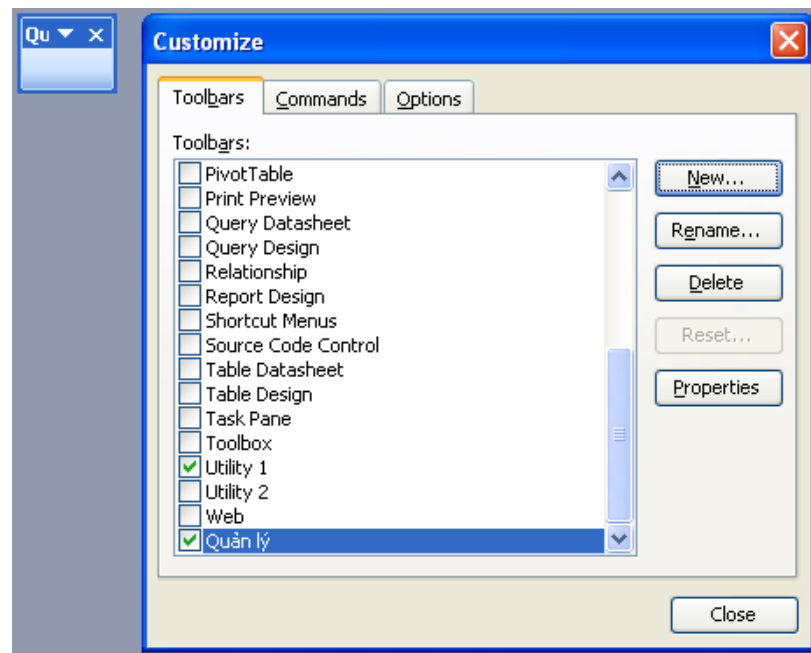 Qu
Customize
Toolbars Commands Options
Toolbars:
PivotTable
Print Preview
Query Datasheet
Query Design
Relationship
Report Design
Shortcut Menus
Source Code Control
Table Datasheet
Table Design
Task Pane
Toolbox
Utility 1
Utility 2
Web
Quản lý
New...
Rename...
Delete
Reset...
Properties
Close